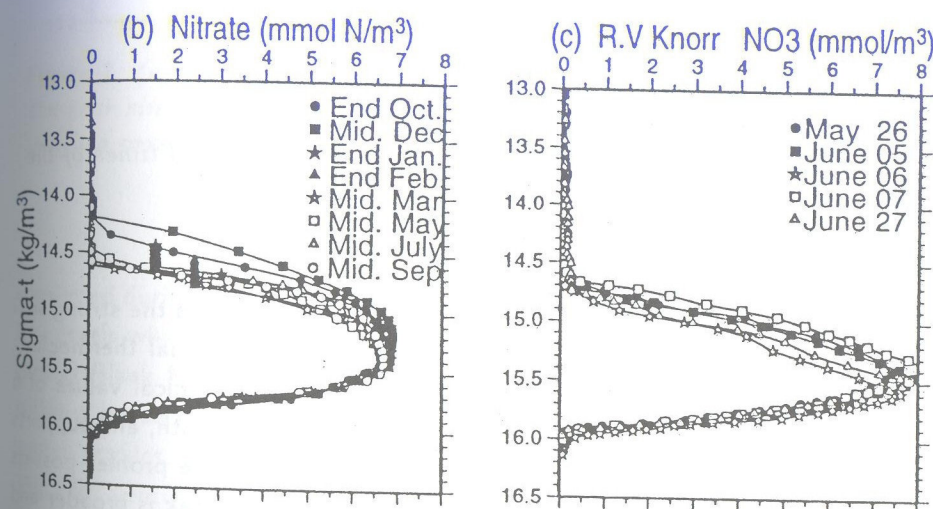 (b) Nitrate (mmol N/m³)
0 1 2 3 4 5 6 7 8
13.0
13.5
14.0
14.5
15.0
15.5
16.0
16.5
Sigma-t (kg/m³)
End Oct.
Mid. Dec
End Jan.
End Feb.
Mid. Mar
Mid. May
Mid. July
Mid. Sep
(c) R.V Knorr NO3 (mmol/m³)
0 1 2 3 4 5 6 7 8
13.0
13.5
14.0
14.5
15.0
15.5
16.0
16.5
May 26
June 05
June 06
June 07
June 27